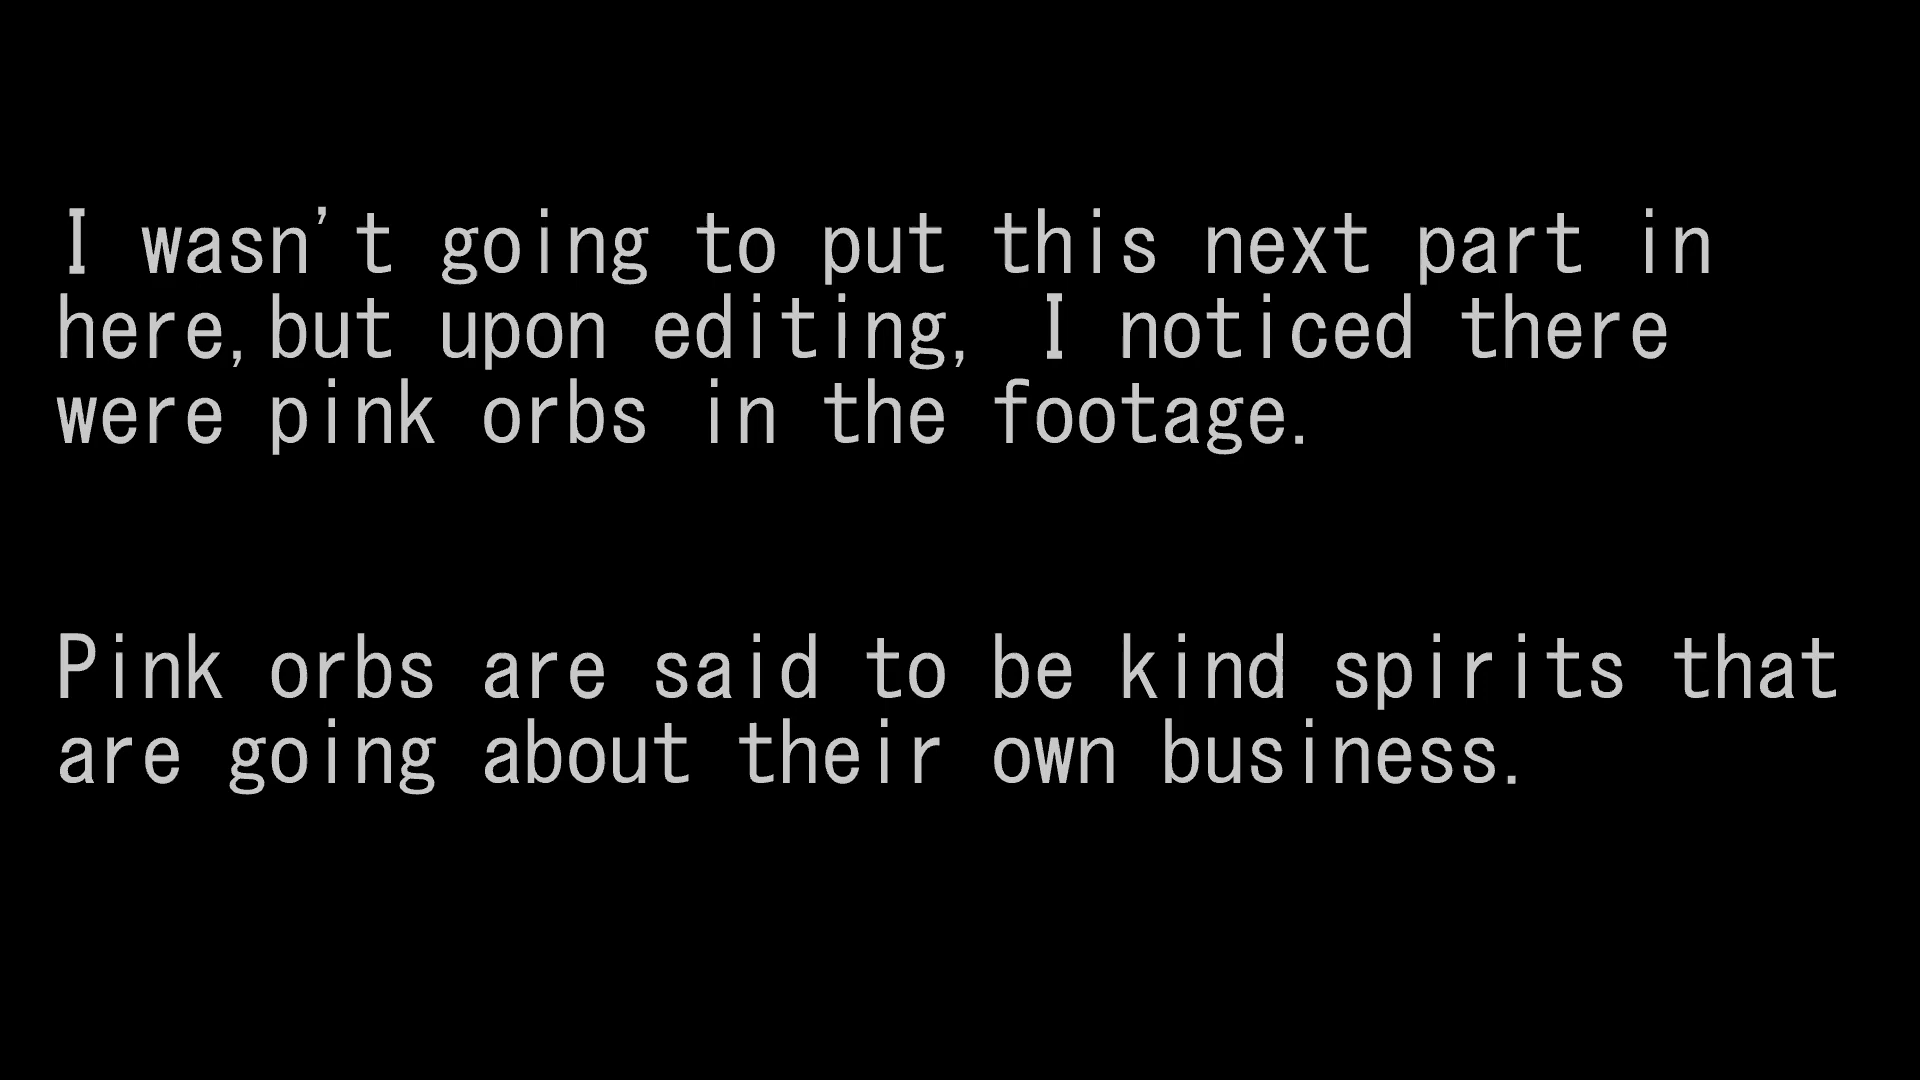 I wasn't going to put this next part in
here,but upon editing, I noticed there
were pink orbs in the footage.
Pink orbs are said to be kind spirits that
are going about their own business.